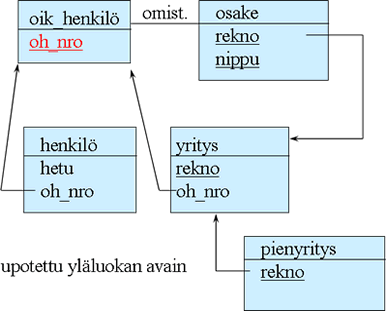 oik_henkilö
oh_nro
omist.
osake
rekno
nippu
henkilö
hetu
oh_nro
yritys
rekno
oh_nro
pienyritys
rekno
upotettu yläluokan avain